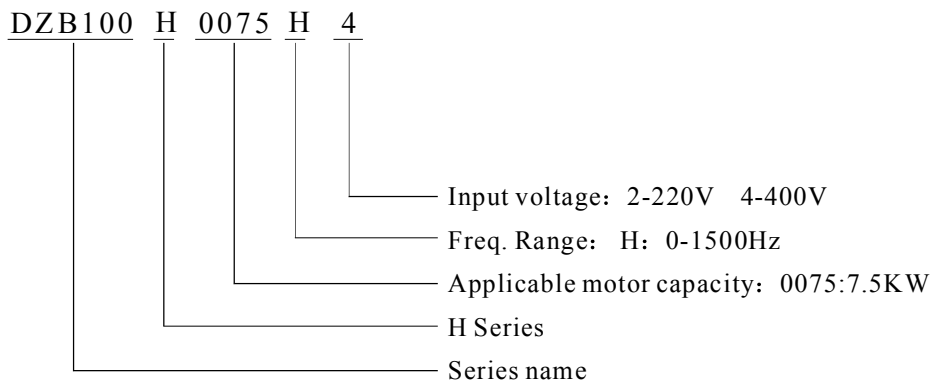 DZB100 H 0075 H 4
Input voltage：2-220V 4-400V
Freq. Range：H：0-1500Hz
Applicable motor capacity：0075:7.5KW
H Series
Series name